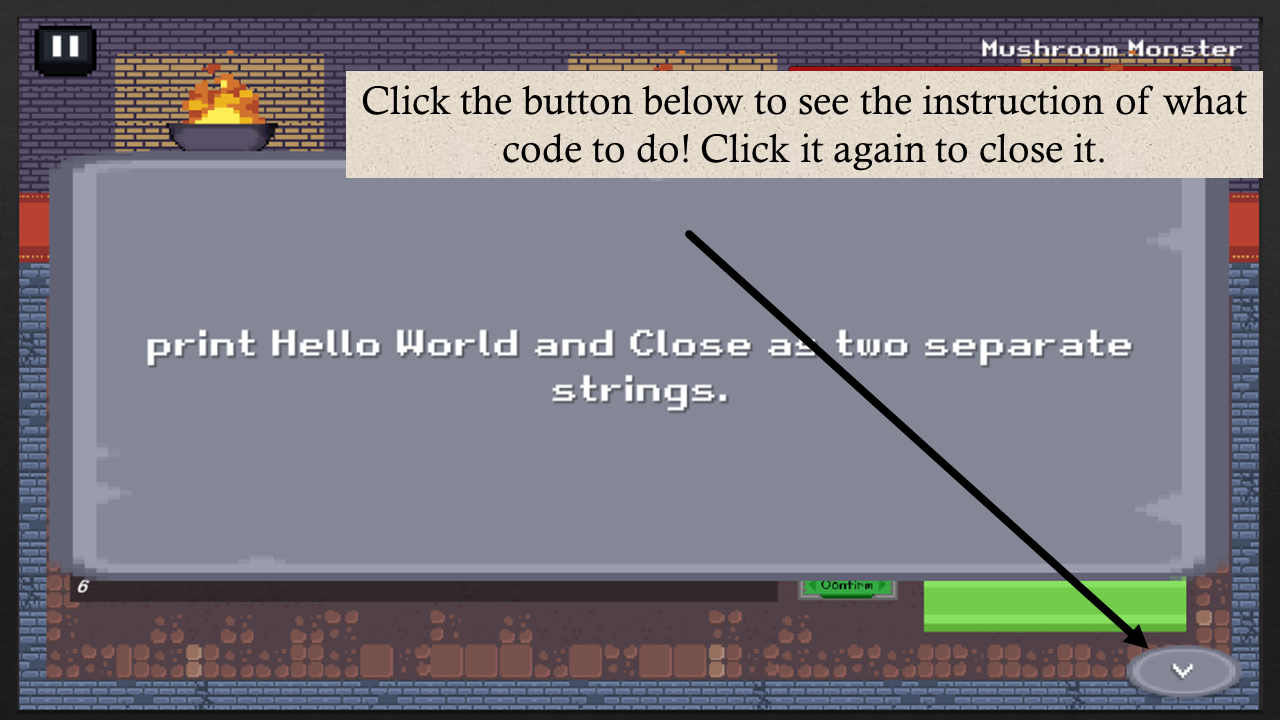 Mushroom Monster
Click the button below to see the instruction of what
code to do! Click it again to close it.
print Hello World and Close as two separate
strings.
6
Confirm